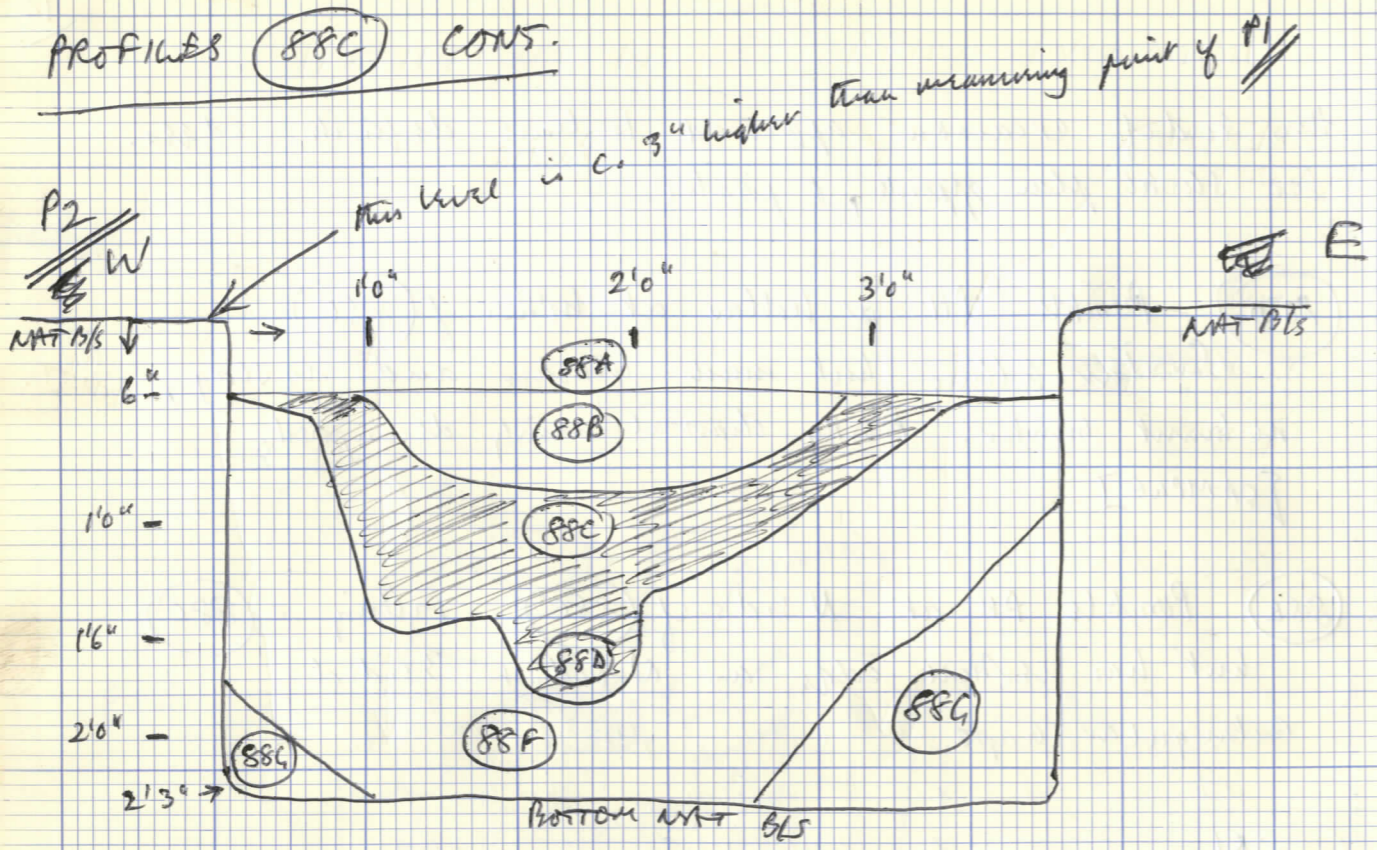 PROFILES 88C CONT.
this level is c. 3" higher than measuring point of P1
P2
W
E
1'0" 2'0" 3'0"
NAT B/S
NAT B/S
88A
6"
88B
1'0"
88C
1'6"
88D
88G
2'0"
88F
88G
2'3"
BOTTOM NAT B/S